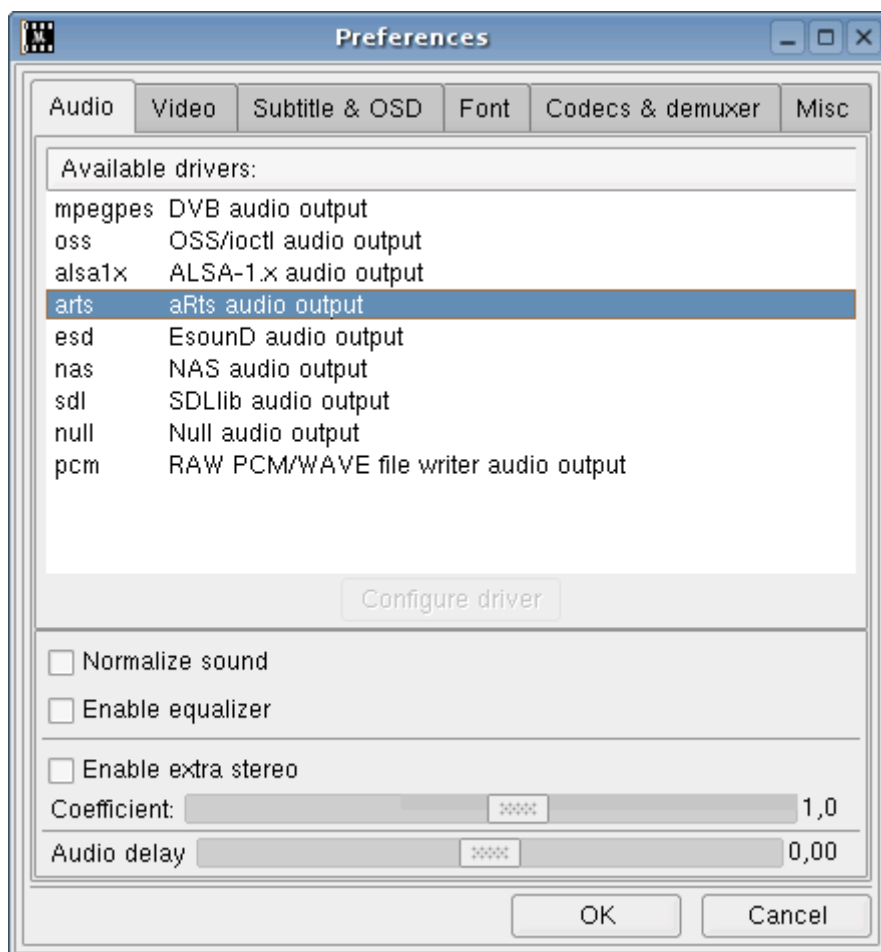 Preferences
Audio Video Subtitle & OSD Font Codecs & demuxer Misc
Available drivers:
mpegpes DVB audio output
oss OSS/ioctl audio output
alsa1x ALSA-1.x audio output
arts aRts audio output
esd EsounD audio output
nas NAS audio output
sdl SDLlib audio output
null Null audio output
pcm RAW PCM/WAVE file writer audio output
Configure driver
Normalize sound
Enable equalizer
Enable extra stereo
Coefficient: 1,0
Audio delay 0,00
OK Cancel